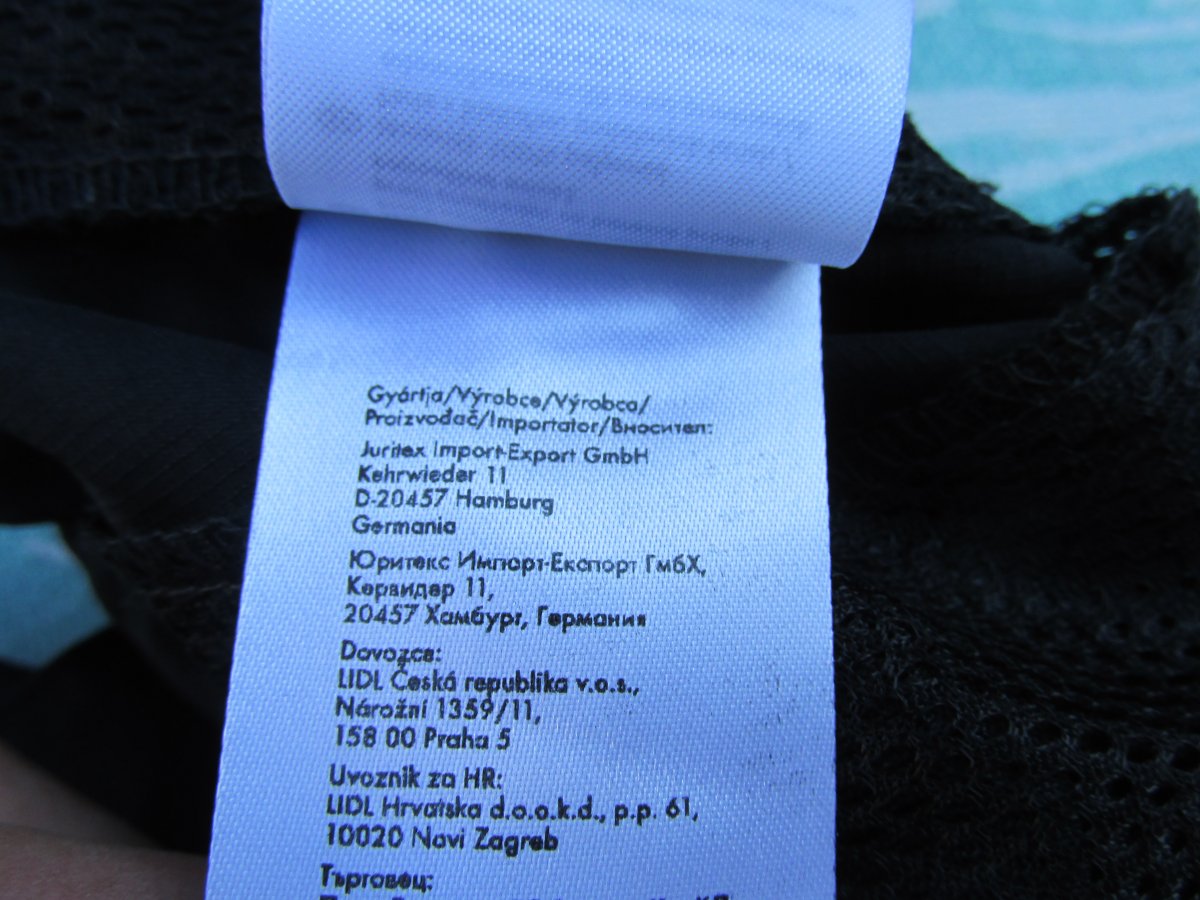 Gyártja/Výrobce/Výrobca/
Proizvođač/Importator/Вносител:
Juritex Import-Export GmbH
Kehrwieder 11
D-20457 Hamburg
Germania
Юритекс Импорт-Експорт ГмбХ,
Кервидер 11,
20457 Хамбург, Германия
Dovozce:
LIDL Česká republika v.o.s.,
Nárožní 1359/11,
158 00 Praha 5
Uvoznik za HR:
LIDL Hrvatska d.o.o.k.d., p.p. 61,
10020 Novi Zagreb
Търговец: